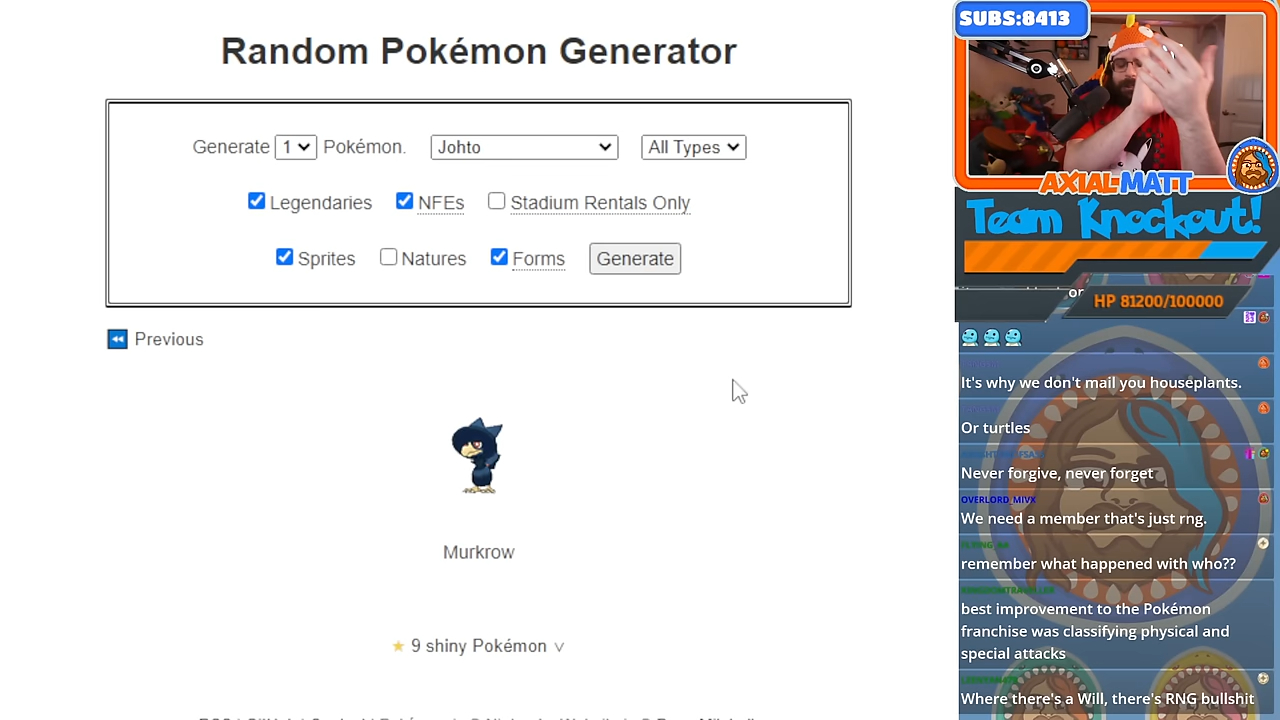 Random Pokémon Generator
Generate 1 Pokémon. Johto All Types
Legendaries NFEs Stadium Rentals Only
Sprites Natures Forms Generate
Previous
Murkrow
9 shiny Pokémon
SUBS:8413
AXIALMATT
Team Knockout!
HP 81200/100000
It's why we don't mail you houseplants.
Or turtles
Never forgive, never forget
OVERLORD_MIVX
We need a member that's just rng.
remember what happened with who??
best improvement to the Pokémon
franchise was classifying physical and
special attacks
Where there's a Will, there's RNG bullshit